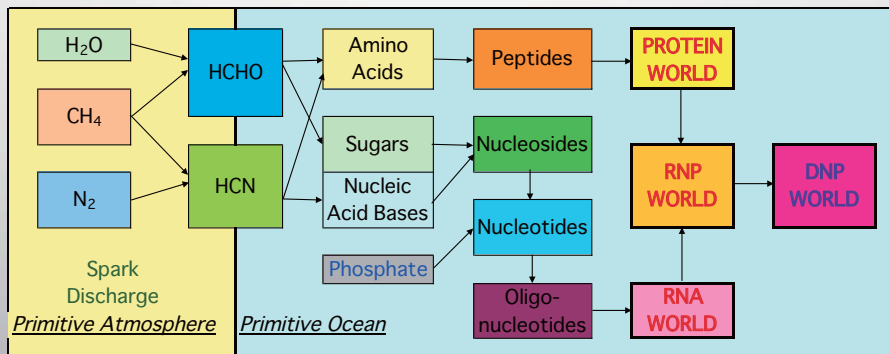 H₂O
CH₄
N₂
Spark
Discharge
Primitive Atmosphere
HCHO
HCN
Amino
Acids
Sugars
Nucleic
Acid Bases
Phosphate
Primitive Ocean
Peptides
Nucleosides
Nucleotides
Oligo-
nucleotides
PROTEIN
WORLD
RNP
WORLD
RNA
WORLD
DNP
WORLD